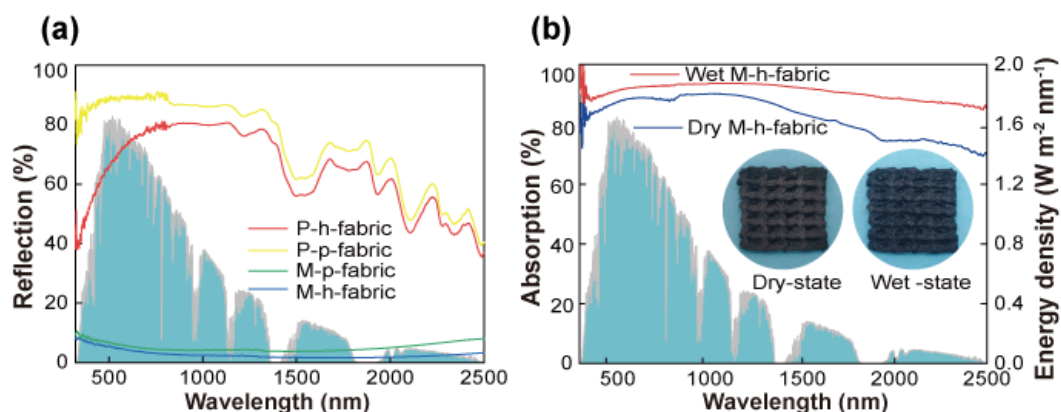 (a)
100
80
60
40
20
0
Reflection (%)
P-h-fabric
P-p-fabric
M-p-fabric
M-h-fabric
500
1000
1500
2000
2500
Wavelength (nm)
(b)
100
80
60
40
20
0
Absorption (%)
Wet M-h-fabric
Dry M-h-fabric
Dry-state
Wet -state
2.0
1.6
1.2
0.8
0.4
0.0
Energy density (W m⁻² nm⁻¹)
500
1000
1500
2000
2500
Wavelength (nm)